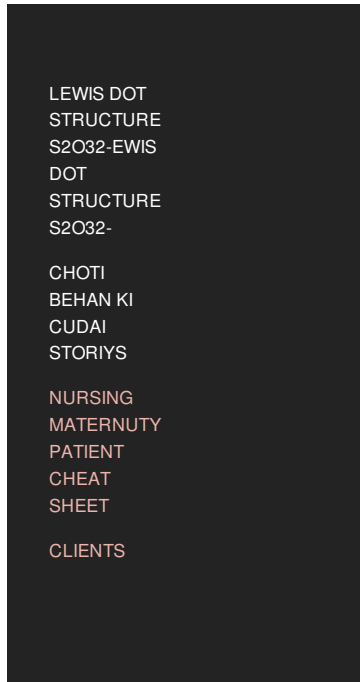 LEWIS DOT
STRUCTURE
S2O32-EWIS
DOT
STRUCTURE
S2O32-
CHOTI
BEHAN KI
CUDAI
STORIYS
NURSING
MATERNUTY
PATIENT
CHEAT
SHEET
CLIENTS